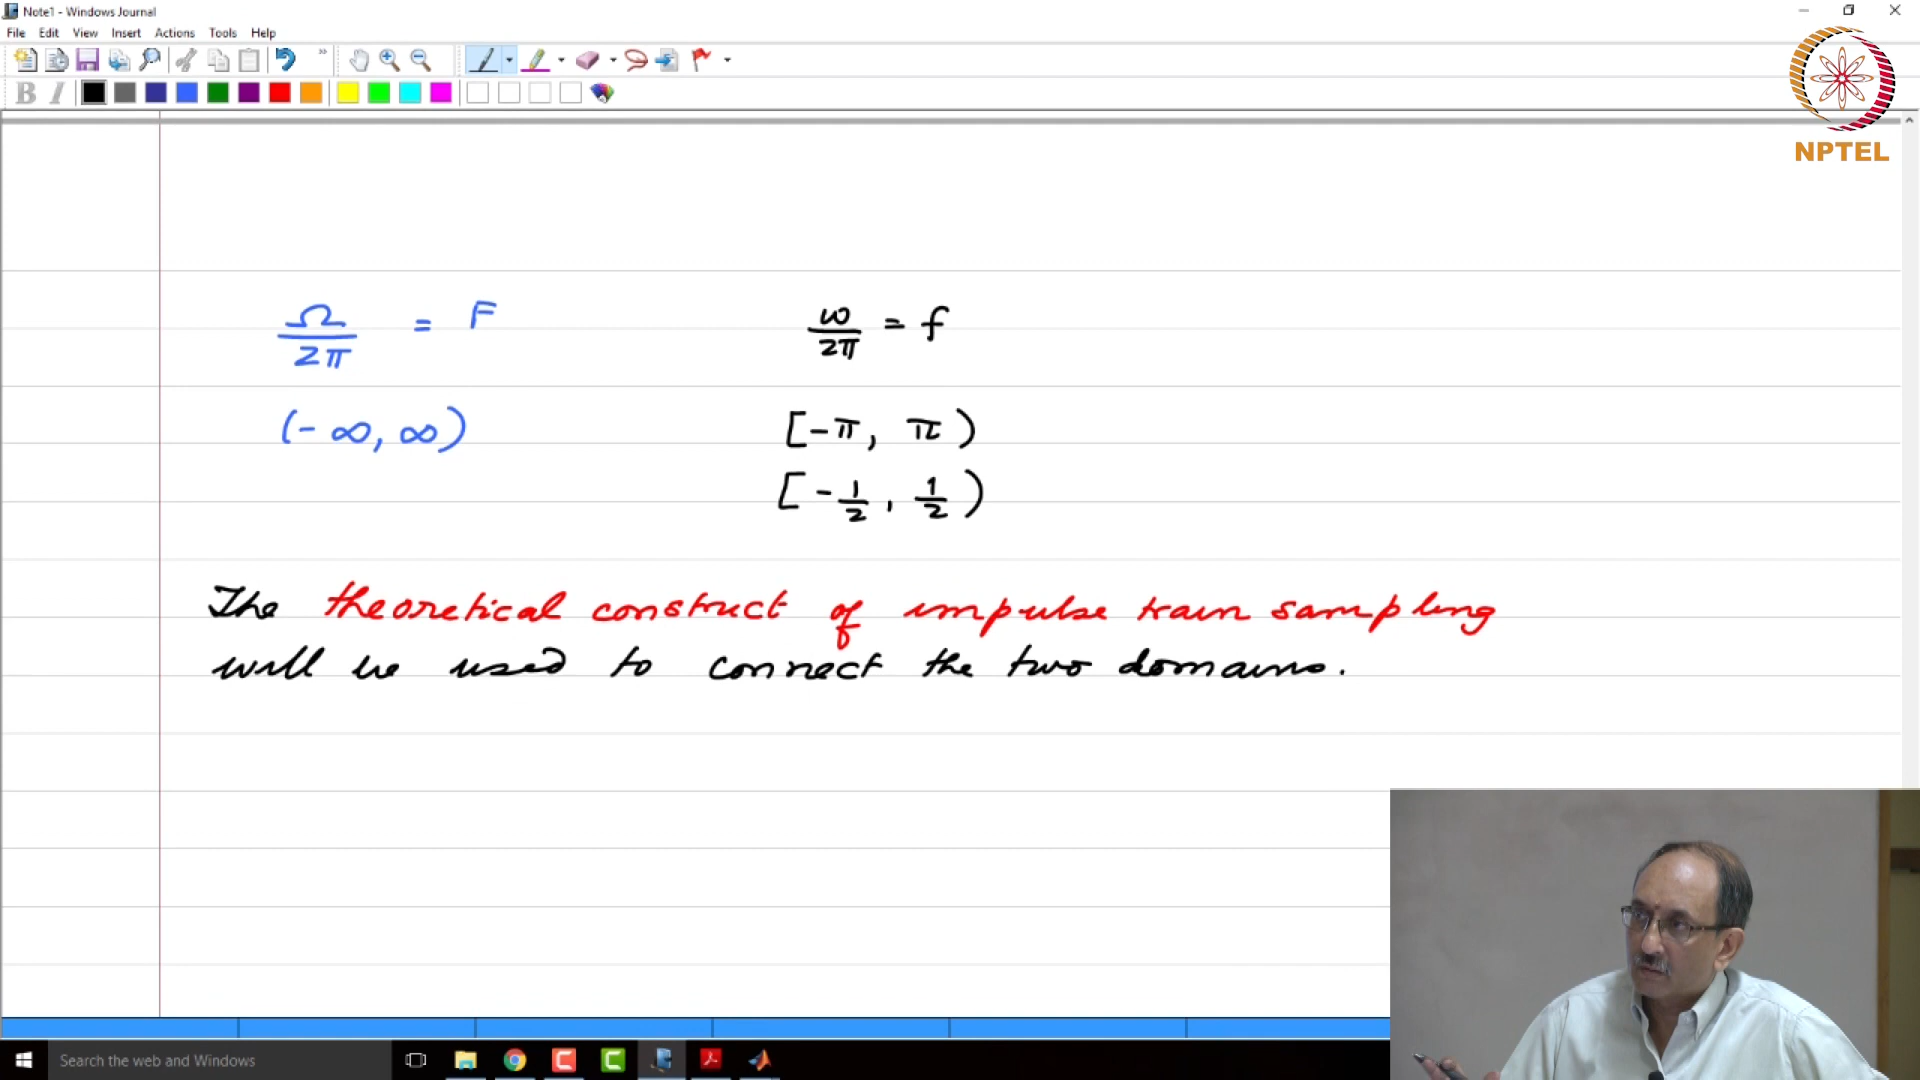 Note1 - Windows Journal
File Edit View Insert Actions Tools Help
B I
NPTEL
Ω/2π = F
ω/2π = f
(-∞, ∞)
[-π, π)
[-1/2, 1/2)
The theoretical construct of impulse train sampling
will be used to connect the two domains.
Search the web and Windows